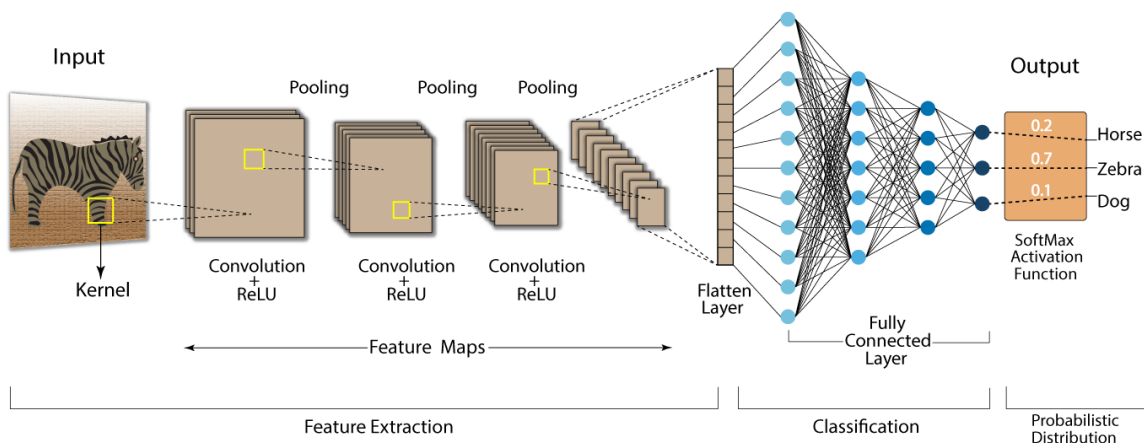 Input
Kernel
Pooling
Pooling
Pooling
Convolution
+
ReLU
Convolution
+
ReLU
Convolution
+
ReLU
Feature Maps
Flatten
Layer
Fully
Connected
Layer
Output
0.2
Horse
0.7
Zebra
0.1
Dog
SoftMax
Activation
Function
Feature Extraction
Classification
Probabilistic
Distribution